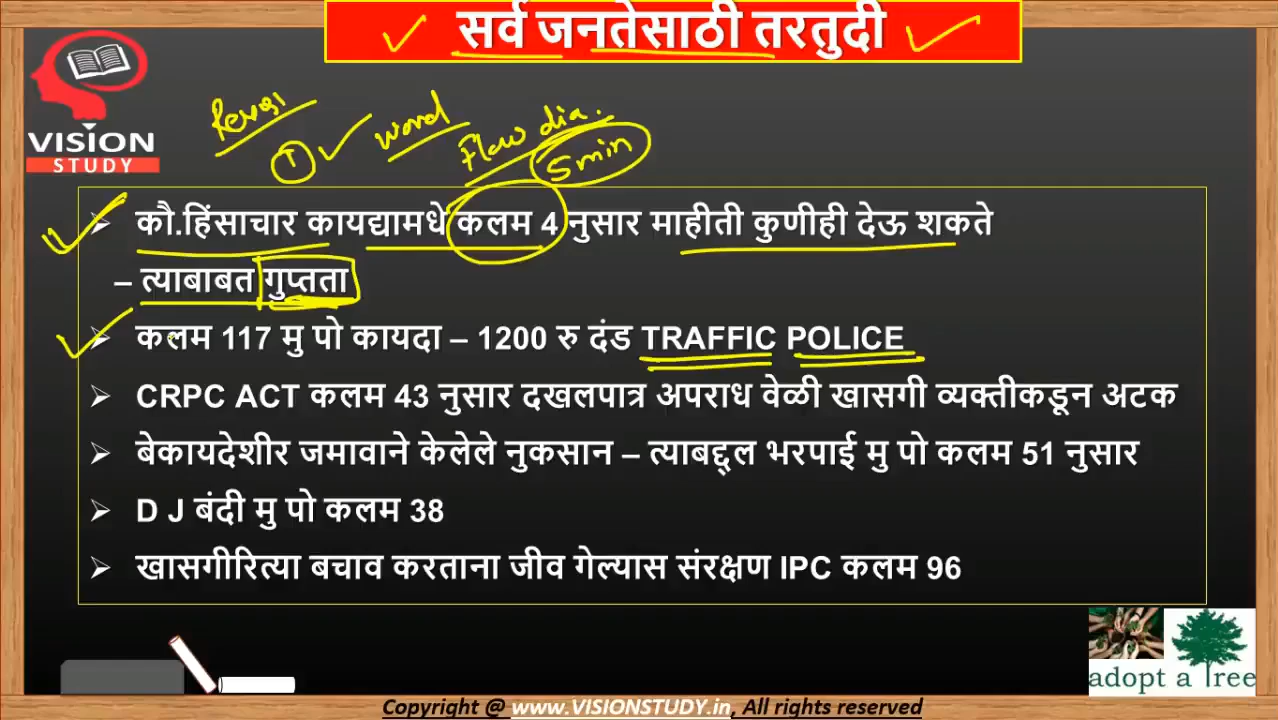 सर्व जनतेसाठी तरतुदी
VISION
STUDY
word
Flow dia.
1
5 min
➢ कौ.हिंसाचार कायद्यामधे कलम 4 नुसार माहीती कुणीही देऊ शकते
– त्याबाबत गुप्तता
➢ कलम 117 मु पो कायदा – 1200 रु दंड TRAFFIC POLICE
➢ CRPC ACT कलम 43 नुसार दखलपात्र अपराध वेळी खासगी व्यक्तीकडून अटक
➢ बेकायदेशीर जमावाने केलेले नुकसान – त्याबद्दल भरपाई मु पो कलम 51 नुसार
➢ D J बंदी मु पो कलम 38
➢ खासगीरित्या बचाव करताना जीव गेल्यास संरक्षण IPC कलम 96
adopt a Tree
Copyright @ www.VISIONSTUDY.in, All rights reserved